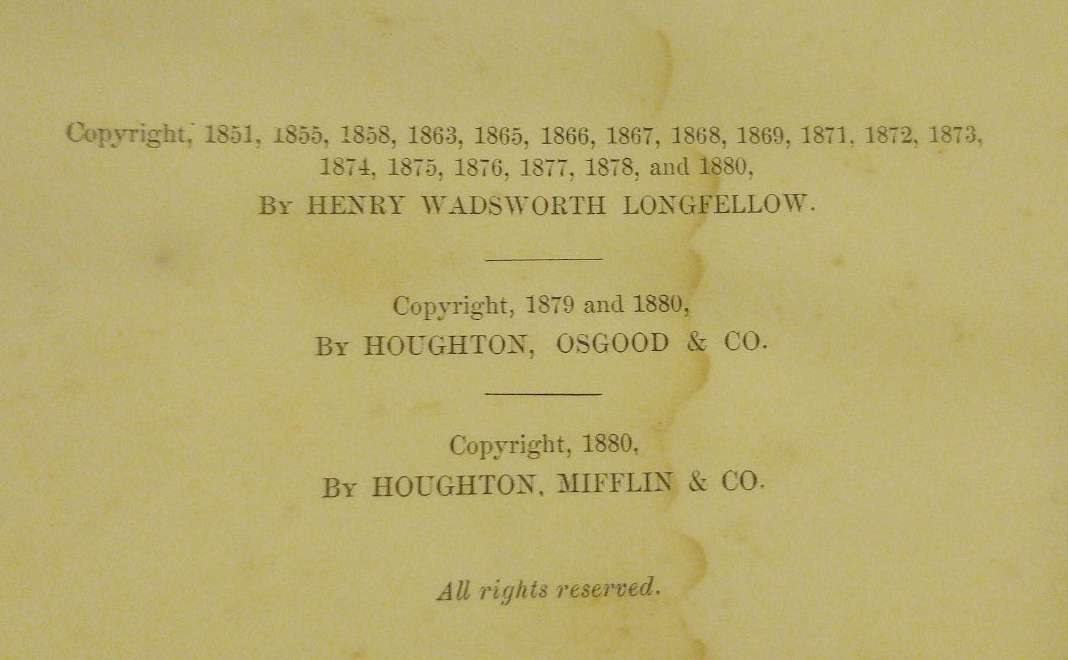 Copyright, 1851, 1855, 1858, 1863, 1865, 1866, 1867, 1868, 1869, 1871, 1872, 1873,
1874, 1875, 1876, 1877, 1878, and 1880,
By HENRY WADSWORTH LONGFELLOW.
Copyright, 1879 and 1880,
By HOUGHTON, OSGOOD & CO.
Copyright, 1880,
By HOUGHTON, MIFFLIN & CO.
All rights reserved.